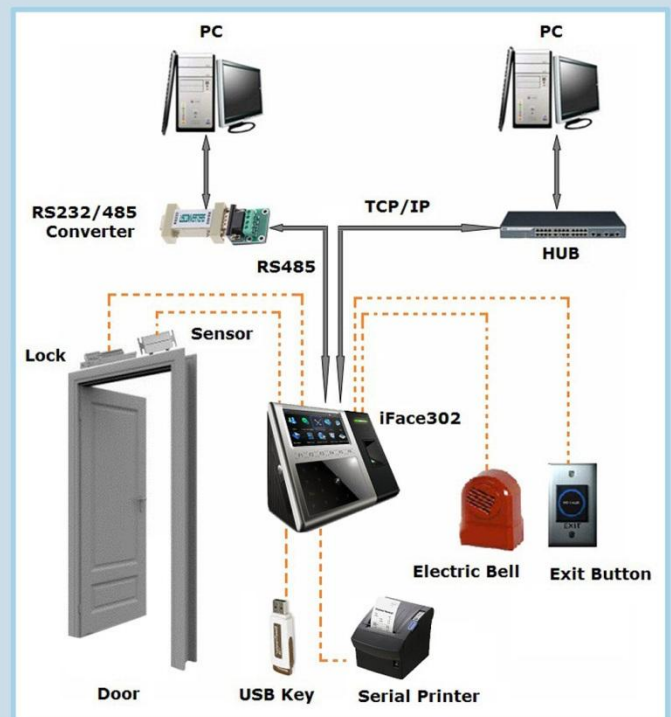 PC
PC
RS232/485
Converter
TCP/IP
HUB
RS485
Sensor
Lock
iFace302
EXIT
Electric Bell
Exit Button
Door
USB Key
Serial Printer